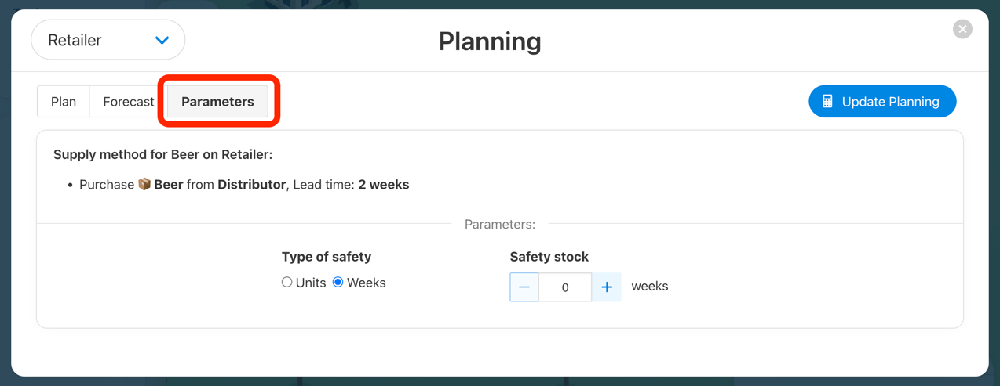 Retailer
Planning
Plan
Forecast
Parameters
Update Planning
Supply method for Beer on Retailer:
• Purchase 📦 Beer from Distributor, Lead time: 2 weeks
Parameters:
Type of safety
Safety stock
Units
Weeks
0
weeks